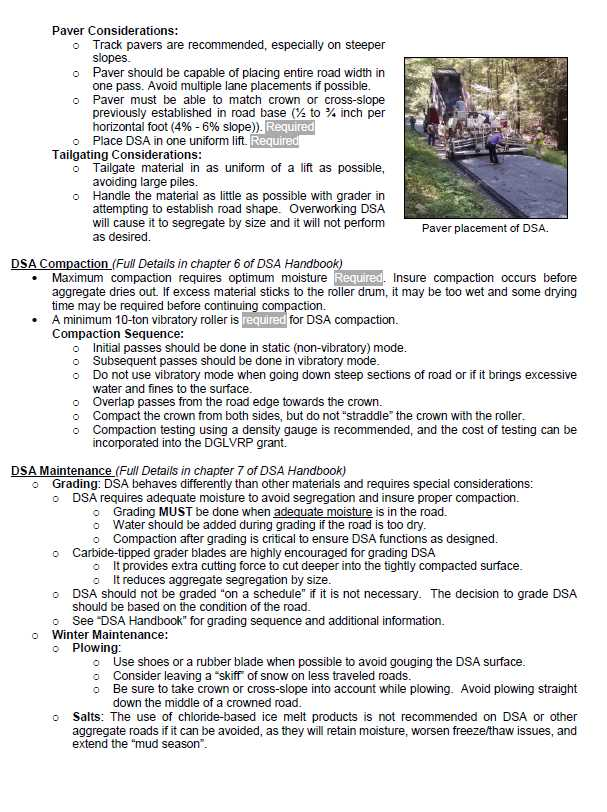 Paver Considerations:
o Track pavers are recommended, especially on steeper
slopes.
o Paver should be capable of placing entire road width in
one pass. Avoid multiple lane placements if possible.
o Paver must be able to match crown or cross-slope
previously established in road base (½ to ¾ inch per
horizontal foot (4% - 6% slope)). Required
o Place DSA in one uniform lift. Required
Tailgating Considerations:
o Tailgate material in as uniform of a lift as possible,
avoiding large piles.
o Handle the material as little as possible with grader in
attempting to establish road shape. Overworking DSA
will cause it to segregate by size and it will not perform
as desired.
Paver placement of DSA.
DSA Compaction (Full Details in chapter 6 of DSA Handbook)
• Maximum compaction requires optimum moisture Required. Insure compaction occurs before
aggregate dries out. If excess material sticks to the roller drum, it may be too wet and some drying
time may be required before continuing compaction.
• A minimum 10-ton vibratory roller is required for DSA compaction.
Compaction Sequence:
o Initial passes should be done in static (non-vibratory) mode.
o Subsequent passes should be done in vibratory mode.
o Do not use vibratory mode when going down steep sections of road or if it brings excessive
water and fines to the surface.
o Overlap passes from the road edge towards the crown.
o Compact the crown from both sides, but do not “straddle” the crown with the roller.
o Compaction testing using a density gauge is recommended, and the cost of testing can be
incorporated into the DGLVRP grant.
DSA Maintenance (Full Details in chapter 7 of DSA Handbook)
o Grading: DSA behaves differently than other materials and requires special considerations:
o DSA requires adequate moisture to avoid segregation and insure proper compaction.
o Grading MUST be done when adequate moisture is in the road.
o Water should be added during grading if the road is too dry.
o Compaction after grading is critical to ensure DSA functions as designed.
o Carbide-tipped grader blades are highly encouraged for grading DSA
o It provides extra cutting force to cut deeper into the tightly compacted surface.
o It reduces aggregate segregation by size.
o DSA should not be graded “on a schedule” if it is not necessary. The decision to grade DSA
should be based on the condition of the road.
o See “DSA Handbook” for grading sequence and additional information.
o Winter Maintenance:
o Plowing:
o Use shoes or a rubber blade when possible to avoid gouging the DSA surface.
o Consider leaving a “skiff” of snow on less traveled roads.
o Be sure to take crown or cross-slope into account while plowing. Avoid plowing straight
down the middle of a crowned road.
o Salts: The use of chloride-based ice melt products is not recommended on DSA or other
aggregate roads if it can be avoided, as they will retain moisture, worsen freeze/thaw issues, and
extend the “mud season”.